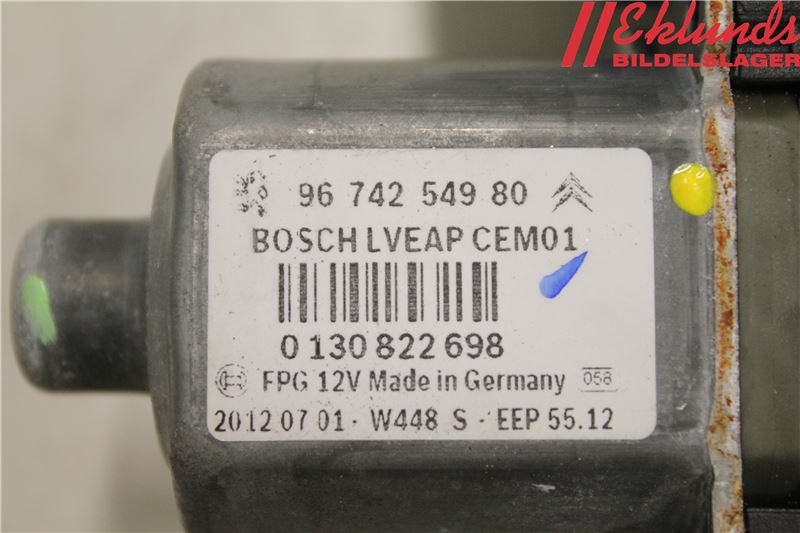 Eklunds
BILDELSLAGER
96 742 549 80
BOSCH LVEAP CEM01
0 130 822 698
FPG 12V Made in Germany 058
2012 07 01 - W448 S - EEP 55.12